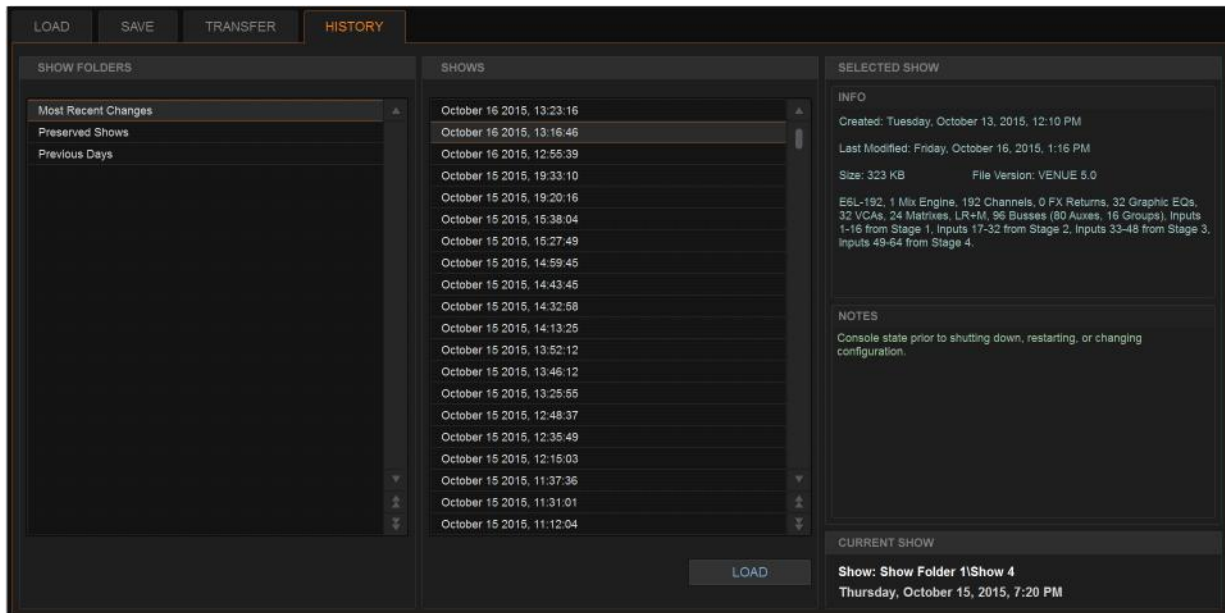 LOAD SAVE TRANSFER HISTORY
SHOW FOLDERS
Most Recent Changes
Preserved Shows
Previous Days
SHOWS
October 16 2015, 13:23:16
October 16 2015, 13:16:46
October 16 2015, 12:55:39
October 15 2015, 19:33:10
October 15 2015, 19:20:16
October 15 2015, 15:38:04
October 15 2015, 15:27:49
October 15 2015, 14:59:45
October 15 2015, 14:43:45
October 15 2015, 14:32:58
October 15 2015, 14:13:25
October 15 2015, 13:52:12
October 15 2015, 13:46:12
October 15 2015, 13:25:55
October 15 2015, 12:48:37
October 15 2015, 12:35:49
October 15 2015, 12:15:03
October 15 2015, 11:37:36
October 15 2015, 11:31:01
October 15 2015, 11:12:04
LOAD
SELECTED SHOW
INFO
Created: Tuesday, October 13, 2015, 12:10 PM
Last Modified: Friday, October 16, 2015, 1:16 PM
Size: 323 KB File Version: VENUE 5.0
E6L-192, 1 Mix Engine, 192 Channels, 0 FX Returns, 32 Graphic EQs,
32 VCAs, 24 Matrixes, LR+M, 96 Busses (80 Auxes, 16 Groups), Inputs
1-16 from Stage 1, Inputs 17-32 from Stage 2, Inputs 33-48 from Stage 3,
Inputs 49-64 from Stage 4.
NOTES
Console state prior to shutting down, restarting, or changing
configuration.
CURRENT SHOW
Show: Show Folder 1\Show 4
Thursday, October 15, 2015, 7:20 PM